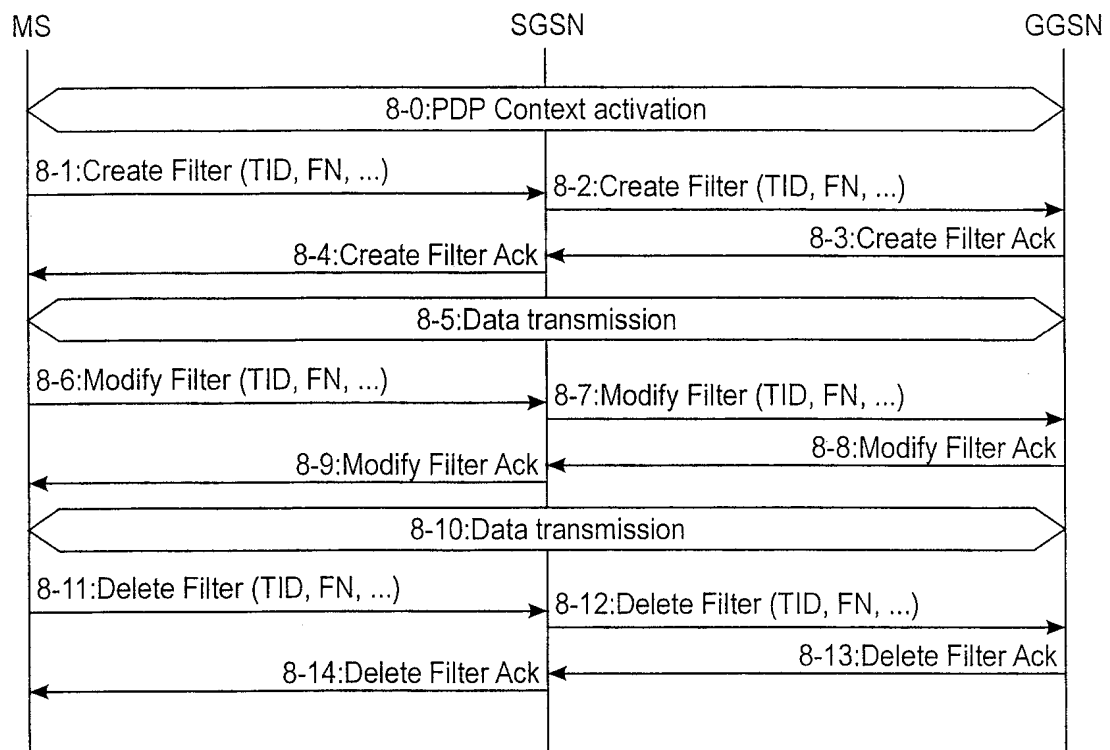 MS
SGSN
GGSN
8-0:PDP Context activation
8-1:Create Filter (TID, FN, ...)
8-2:Create Filter (TID, FN, ...)
8-3:Create Filter Ack
8-4:Create Filter Ack
8-5:Data transmission
8-6:Modify Filter (TID, FN, ...)
8-7:Modify Filter (TID, FN, ...)
8-8:Modify Filter Ack
8-9:Modify Filter Ack
8-10:Data transmission
8-11:Delete Filter (TID, FN, ...)
8-12:Delete Filter (TID, FN, ...)
8-13:Delete Filter Ack
8-14:Delete Filter Ack